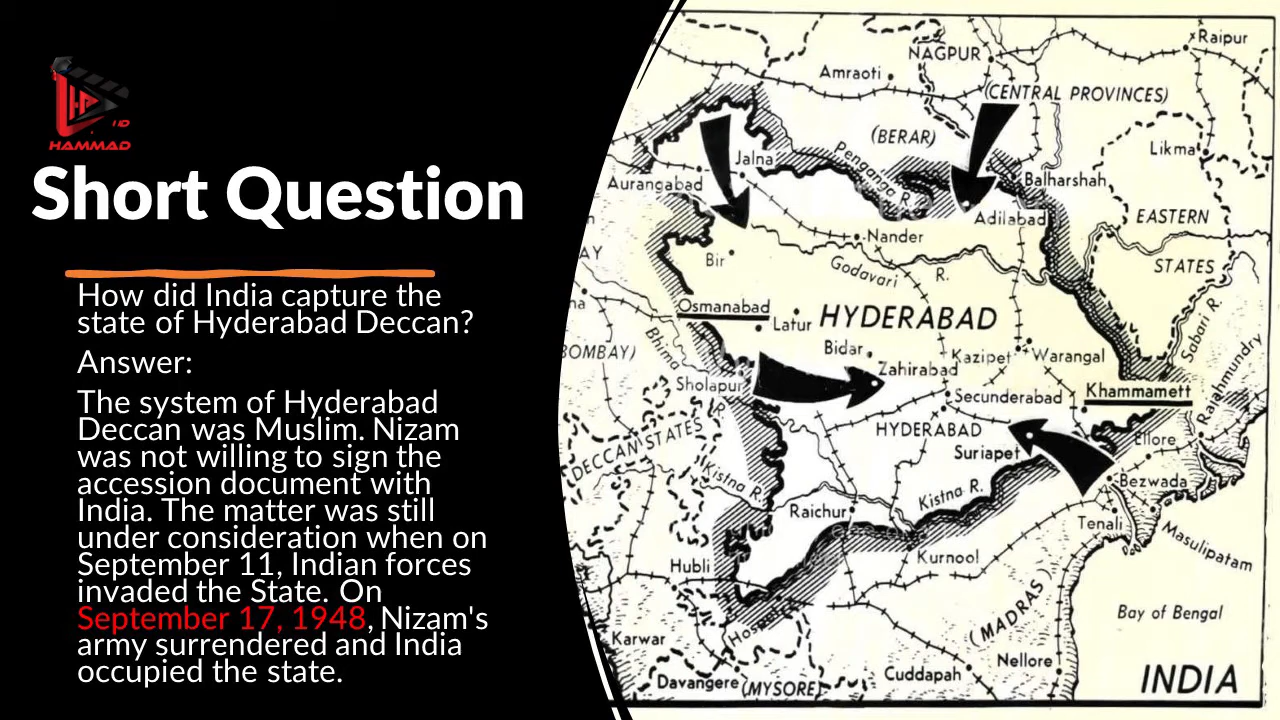 HD
HAMMAD
Short Question
How did India capture the
state of Hyderabad Deccan?
Answer:
The system of Hyderabad
Deccan was Muslim. Nizam
was not willing to sign the
accession document with
India. The matter was still
under consideration when on
September 11, Indian forces
invaded the State. On
September 17, 1948, Nizam's
army surrendered and India
occupied the state.
Raipur
NAGPUR
Amraoti
(CENTRAL PROVINCES)
(BERAR)
Likma
Penganga R.
Jalna
Aurangabad
Balharshah
Adilabad
EASTERN
STATES
Nander
Bir
Godavari R.
Sabari R.
Osmanabad
Latur
HYDERABAD
Bhima R.
BOMBAY)
Bidar
Zahirabad
Kazipet
Warangal
Rajahmundry
Sholapur
Secunderabad
Khammamett
DECCAN STATES
HYDERABAD
Suriapet
Ellore
Kistna R.
Kistna R.
Bezwada
Raichur
Tenali
Masulipatam
Kurnool
Hubli
(MADRAS)
Bay of Bengal
Karwar
Nellore
Cuddapah
Davangere
(MYSORE)
INDIA